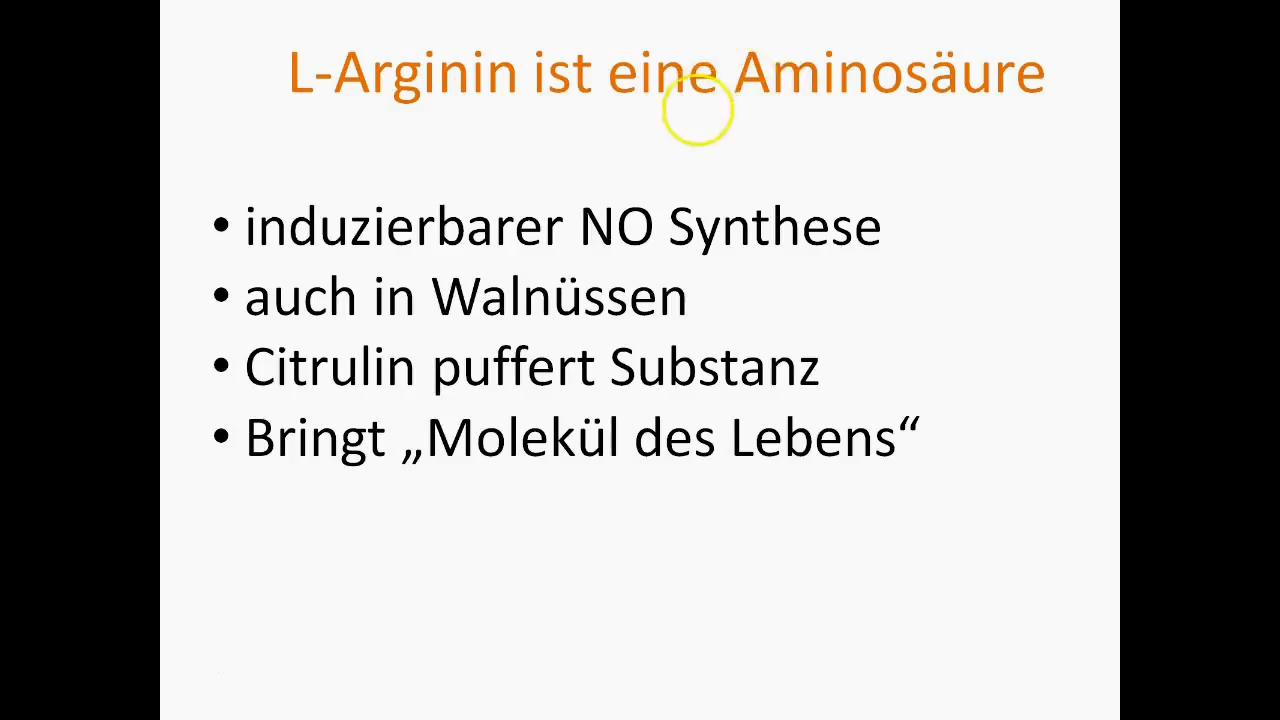 L-Arginin ist eine Aminosäure
• induzierbarer NO Synthese
• auch in Walnüssen
• Citrulin puffert Substanz
• Bringt „Molekül des Lebens“